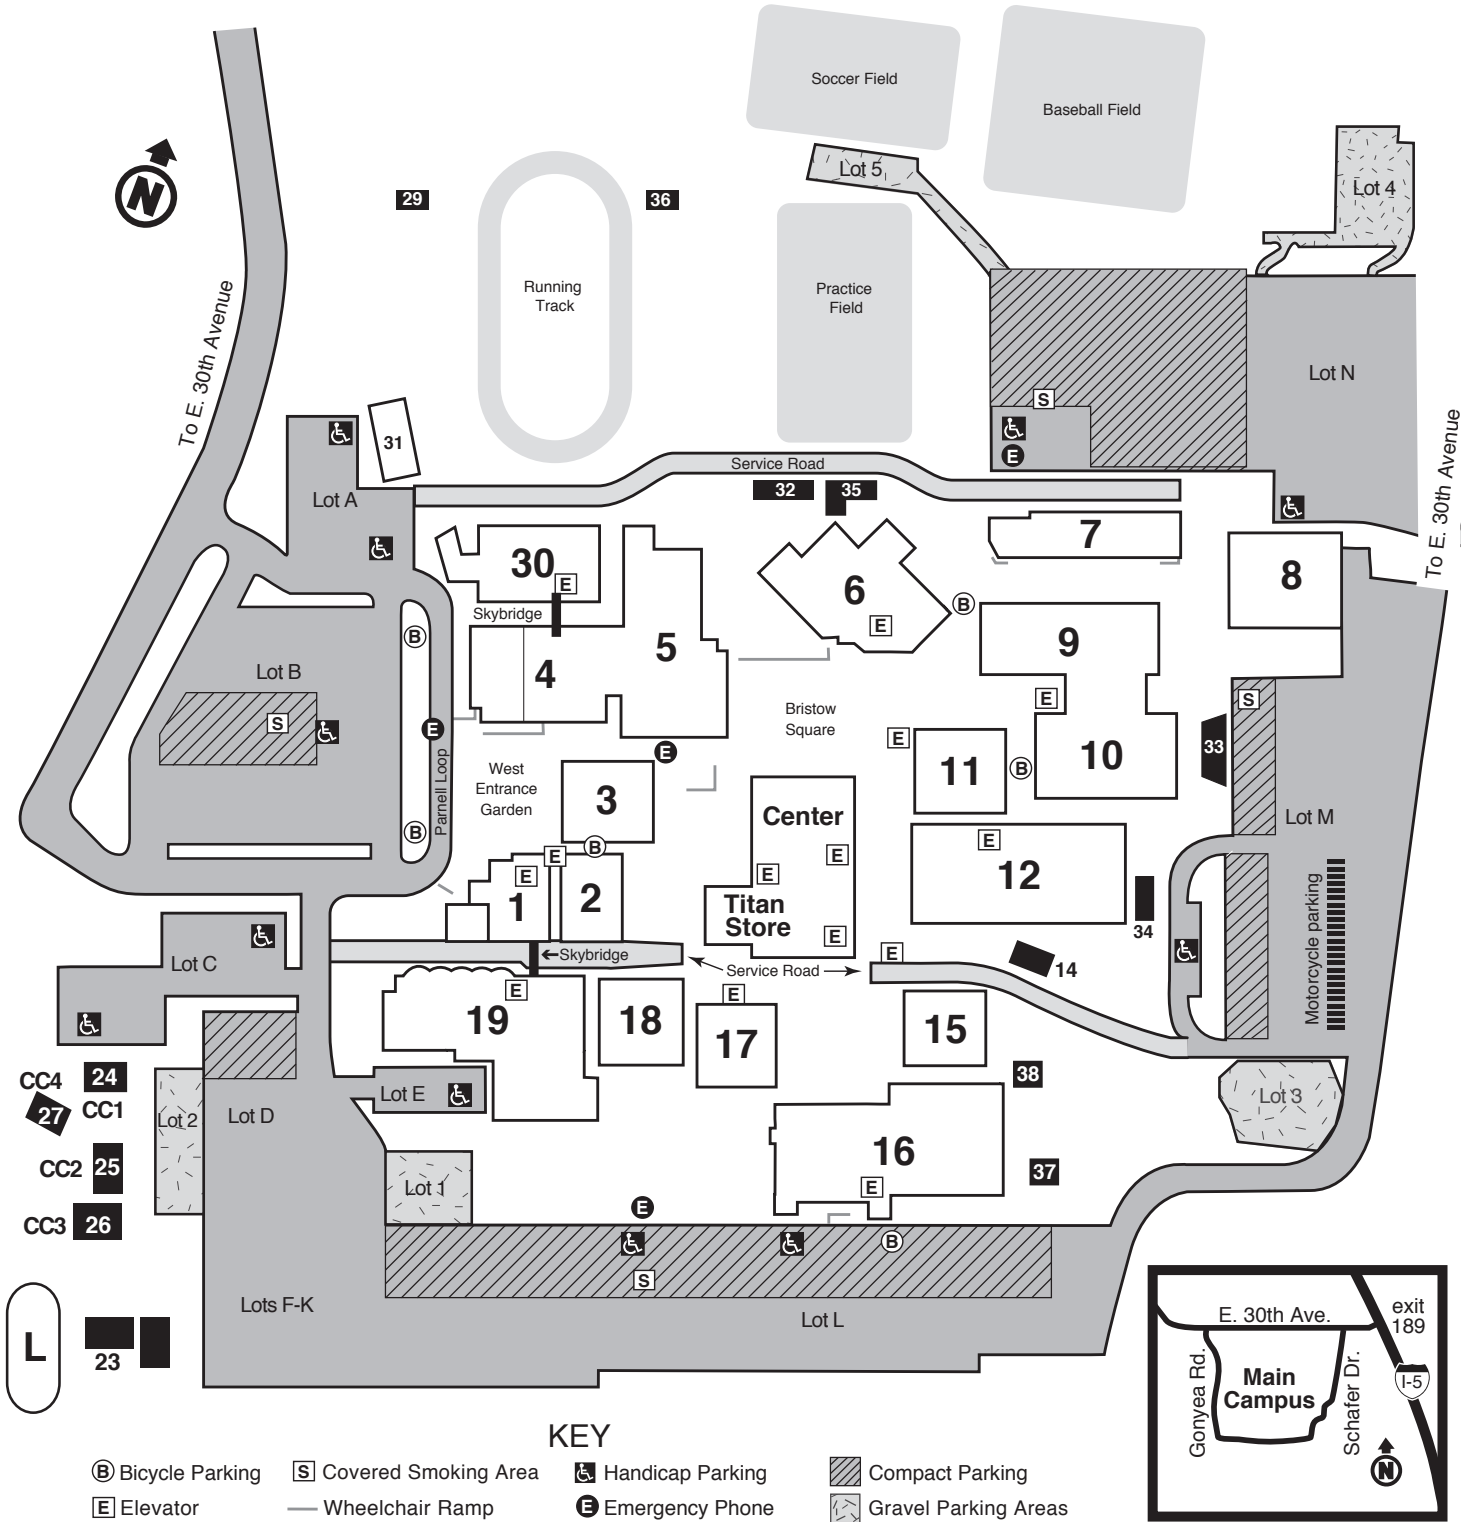 Soccer Field
Baseball Field
Lot 5
Lot 4
N
29
36
Running
Track
Practice
Field
To E. 30th Avenue
Lot N
S
E
31
Lot A
Service Road
32
35
To E. 30th Avenue
7
8
30
E
Skybridge
6
E
B
B
5
4
9
Lot B
S
E
E
Bristow
Square
E
S
33
11
B
10
E
West
Entrance
Garden
Parnell Loop
3
B
Center
E
E
Titan
Store
E
E
12
Lot M
B
E
E
1
2
34
Motorcycle parking
Skybridge
Service Road
E
14
Lot C
E
19
18
E
17
15
CC4
24
27
CC1
Lot 2
Lot D
Lot E
38
Lot 3
CC2
25
16
37
CC3
26
Lot 1
E
E
B
S
Lots F-K
Lot L
L
23
E. 30th Ave.
exit
189
Gonyea Rd.
Main
Campus
Schafer Dr.
I-5
N
KEY
B Bicycle Parking
S Covered Smoking Area
Handicap Parking
Compact Parking
E Elevator
Wheelchair Ramp
E Emergency Phone
Gravel Parking Areas